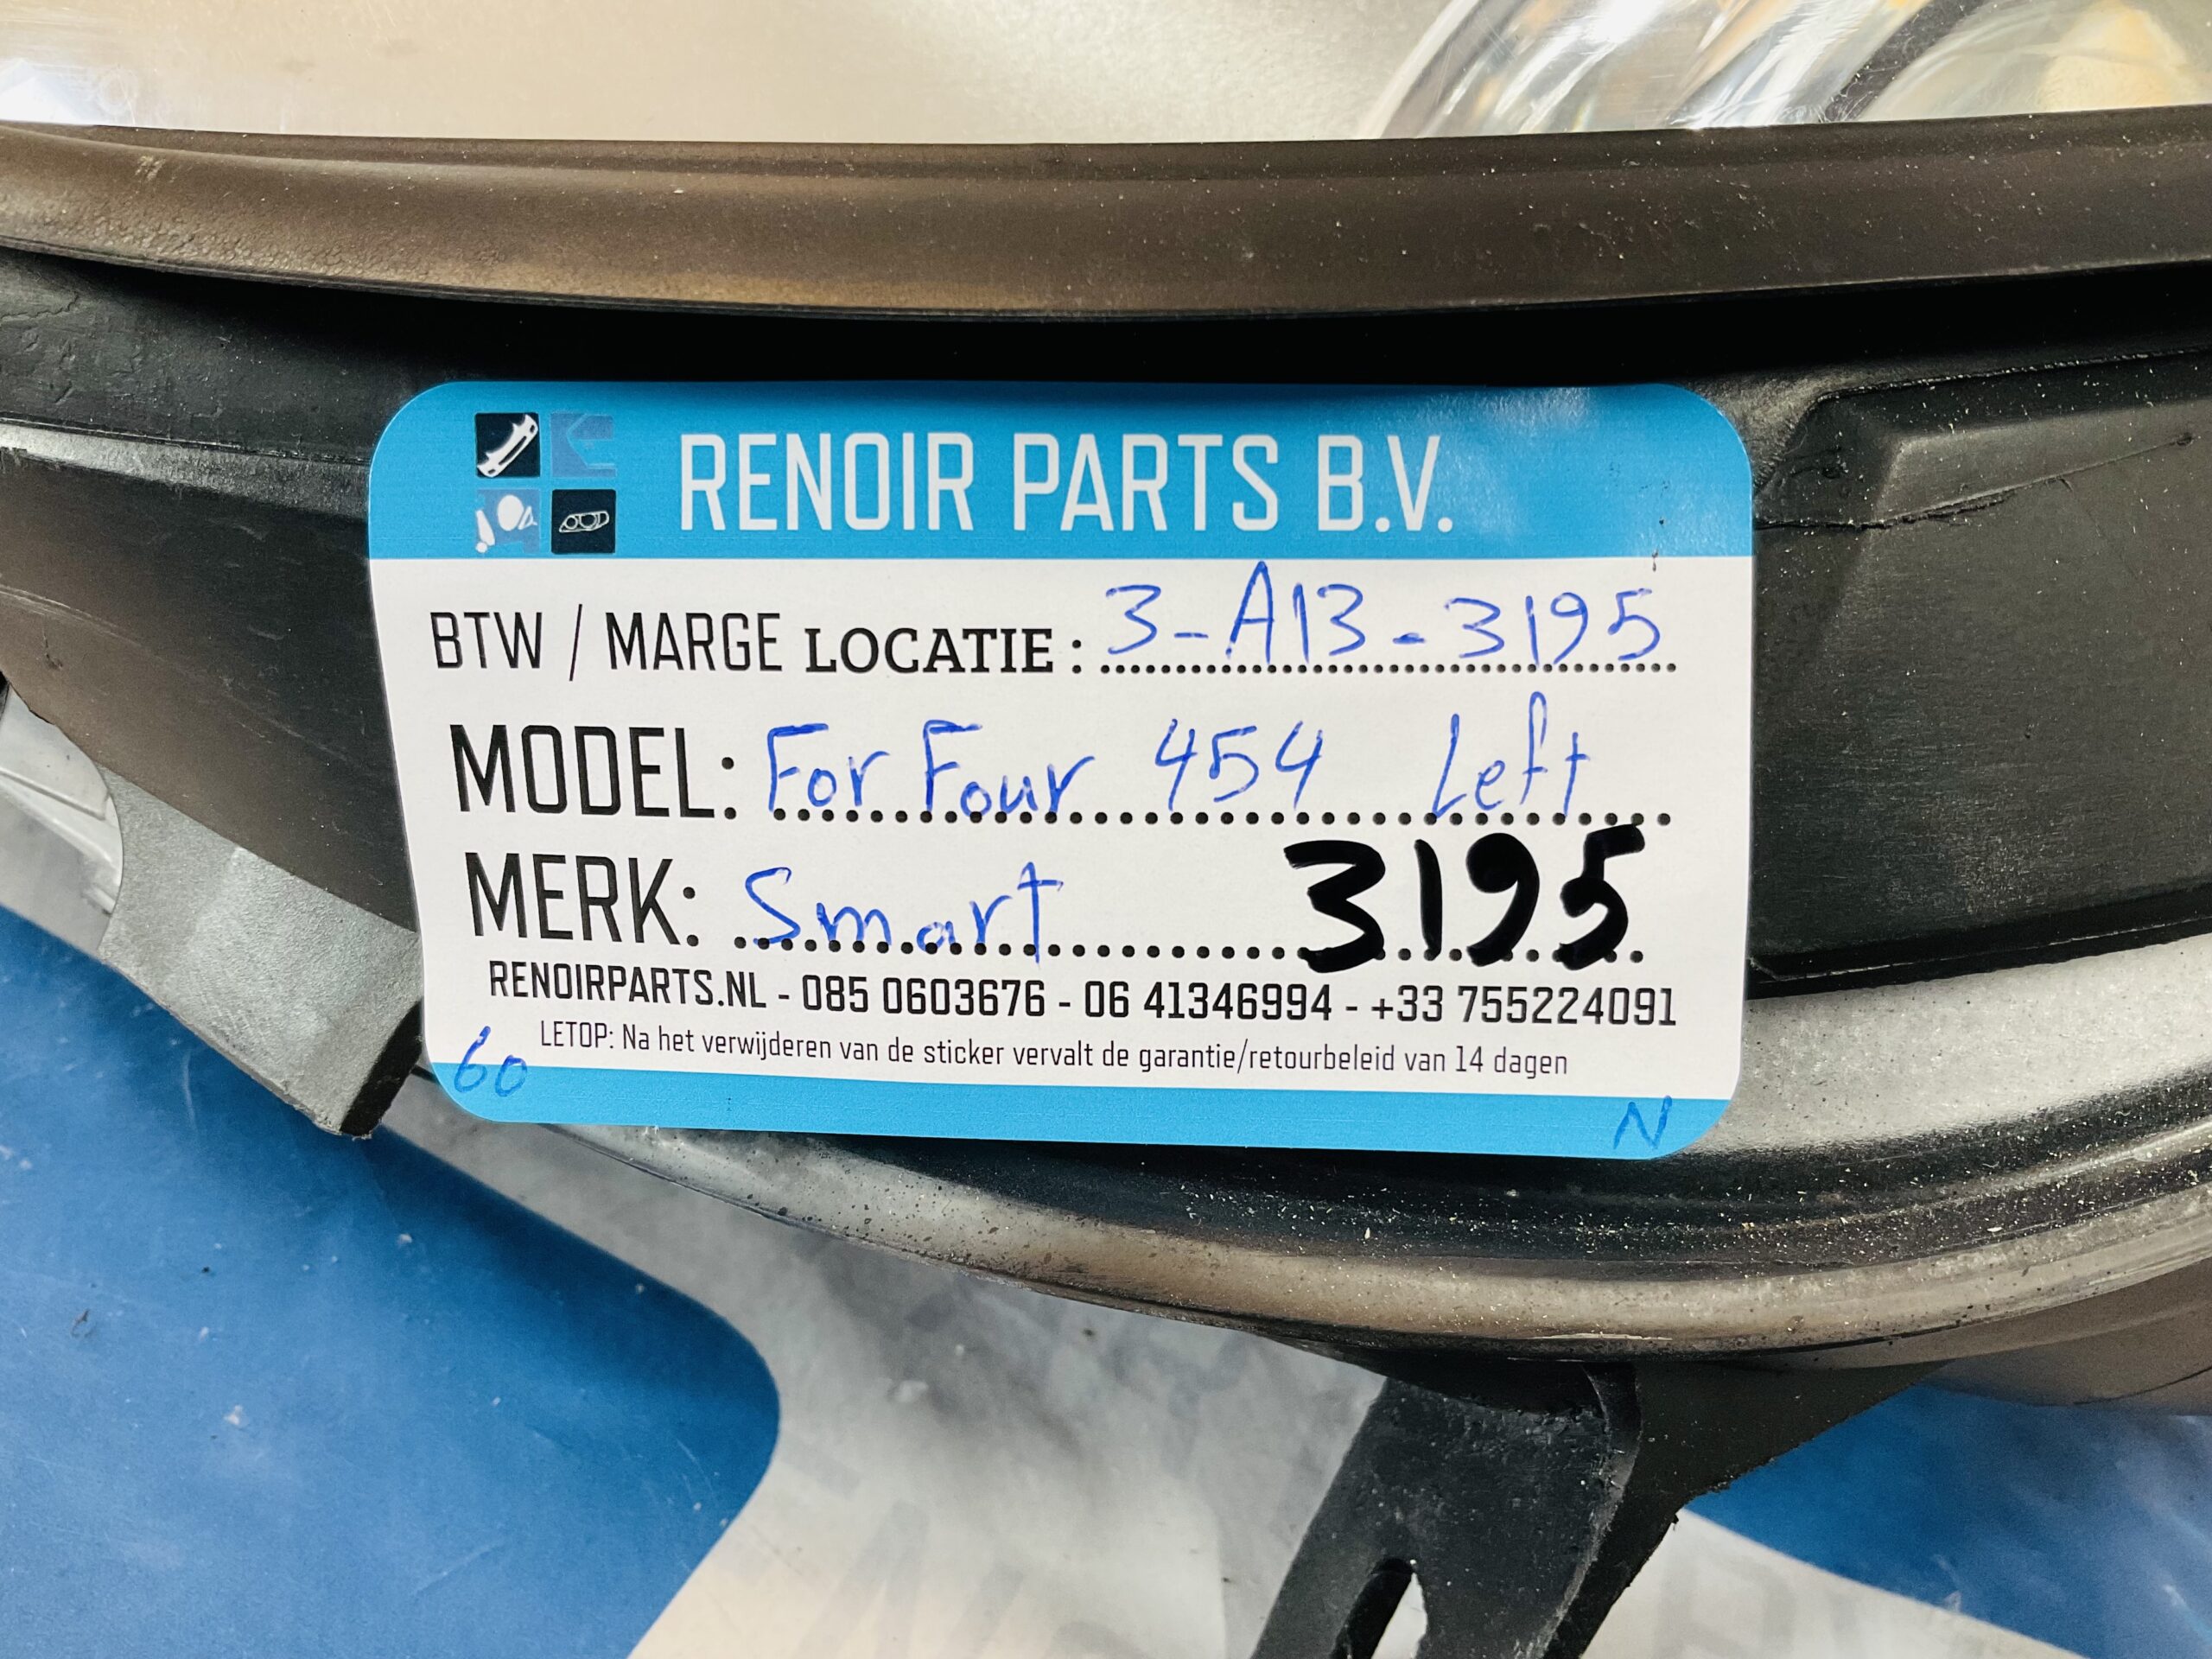 RENOIR PARTS B.V.
BTW / MARGE LOCATIE : 3-A13-3195
MODEL: For Four 454 Left
MERK: Smart 3195
RENOIRPARTS.NL - 085 0603676 - 06 41346994 - +33 755224091
LETOP: Na het verwijderen van de sticker vervalt de garantie/retourbeleid van 14 dagen
60
N